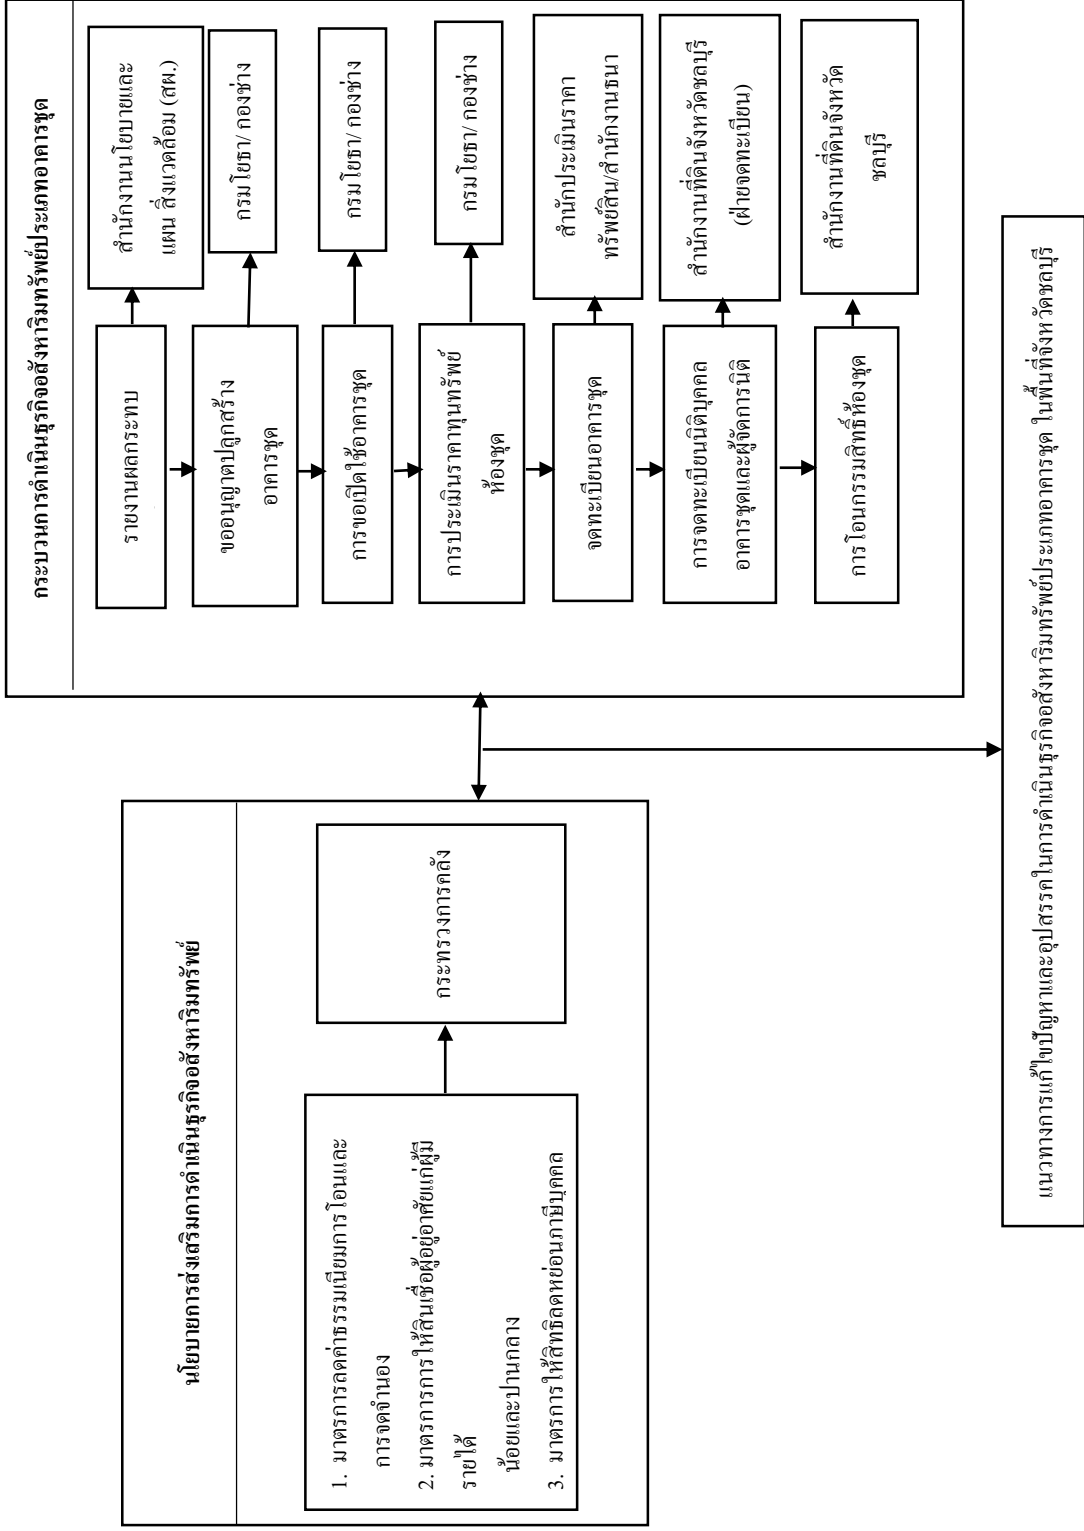 นโยบายการส่งเสริมการดำเนินธุรกิจอสังหาริมทรัพย์
1. มาตรการลดค่าธรรมเนียมการโอนและ
การจดจำนอง
2. มาตรการการให้สินเชื่อผู้อยู่อาศัยแก่ผู้มี
รายได้
น้อยและปานกลาง
3. มาตรการให้สิทธิลดหย่อนภาษีบุคคล
กระทรวงการคลัง
กระบวนการดำเนินธุรกิจอสังหาริมทรัพย์ประเภทอาคารชุด
รายงานผลกระทบ
สำนักงานนโยบายและ
แผน สิ่งแวดล้อม (สผ.)
ขออนุญาตปลูกสร้าง
อาคารชุด
กรมโยธา/ กองช่าง
การขอเปิดใช้อาคารชุด
กรมโยธา/ กองช่าง
การประเมินราคาทุนทรัพย์
ห้องชุด
กรมโยธา/ กองช่าง
จดทะเบียนอาคารชุด
สำนักประเมินราคา
ทรัพย์สิน/สำนักงานธนา
การจดทะเบียนนิติบุคคล
อาคารชุดและผู้จัดการนิติ
สำนักงานที่ดินจังหวัดชลบุรี
(ฝ่ายจดทะเบียน)
การโอนกรรมสิทธิ์ห้องชุด
สำนักงานที่ดินจังหวัด
ชลบุรี
แนวทางการแก้ไขปัญหาและอุปสรรคในการดำเนินธุรกิจอสังหาริมทรัพย์ประเภทอาคารชุด ในพื้นที่จังหวัดชลบุรี